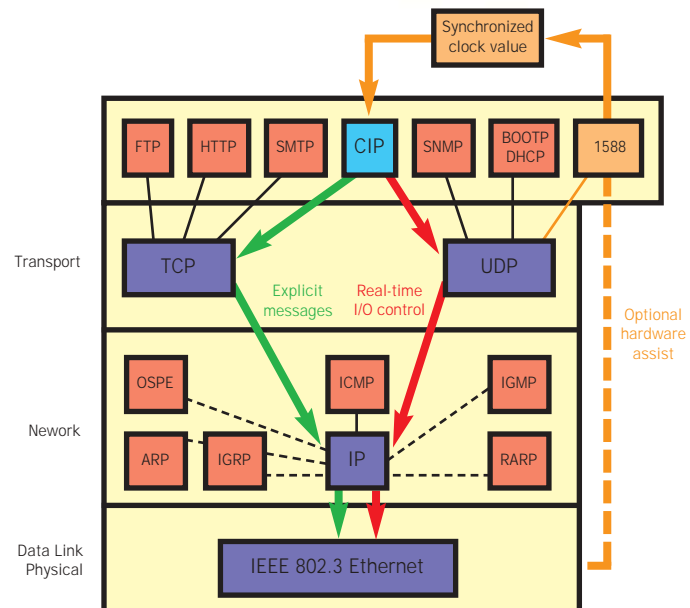 Synchronized
clock value
FTP
HTTP
SMTP
CIP
SNMP
BOOTP
DHCP
1588
Transport
TCP
UDP
Explicit
messages
Real-time
I/O control
Optional
hardware
assist
OSPE
ICMP
IGMP
Nework
ARP
IGRP
IP
RARP
Data Link
Physical
IEEE 802.3 Ethernet